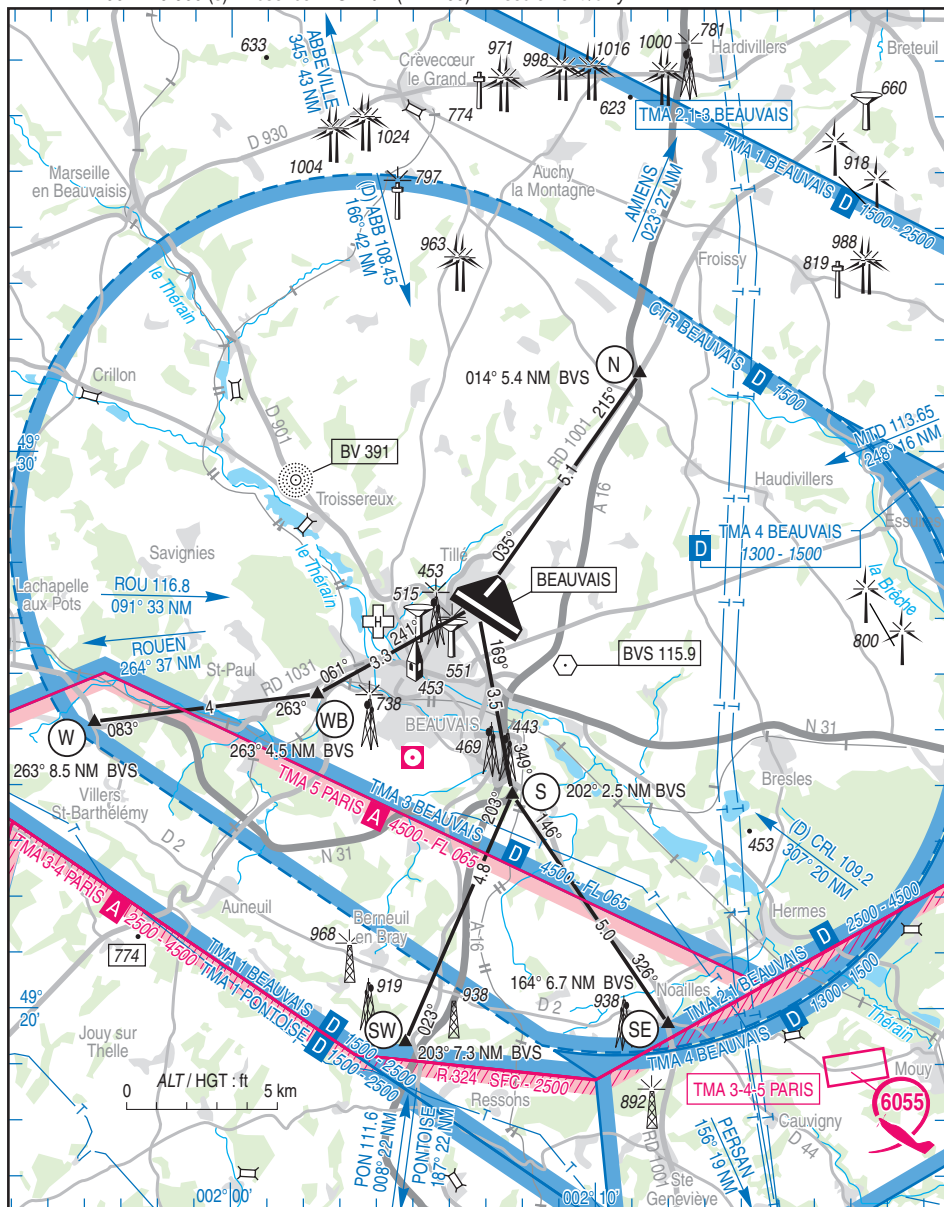 633
ABBEVILLE
345° 43 NM
Crèvecœur
le Grand
971
998
1016
1000
781
Hardivillers
Breteuil
660
774
623
TMA 2.1-3 BEAUVAIS
D 930
1024
1004
TMA 1 BEAUVAIS D 1500 - 2500
918
Marseille
en Beauvaisis
797
(D) ABB 108.45
166° 42 NM
Auchy
la Montagne
AMIENS
023° 27 NM
963
Froissy
988
819
le Thérain
CTR BEAUVAIS D 1500
Crillon
014° 5.4 NM BVS
N
215°
RD 1001
5.1
035°
A 16
D 901
49°
30'
BV 391
Troissereux
MTD 113.65
248° 16 NM
Haudivillers
TMA 4 BEAUVAIS
D
1300 - 1500
la Brêche
Savignies
le Thérain
Tillé
453
BEAUVAIS
Lachapelle
aux Pots
ROU 116.8
091° 33 NM
515
H
241°
3.3
061°
551
453
169°
3.5
349°
800
ROUEN
264° 37 NM
BVS 115.9
St-Paul
RD 1031
263°
4
083°
738
WB
263° 4.5 NM BVS
W
263° 8.5 NM BVS
BEAUVAIS
469
443
N 31
Bresles
S
202° 2.5 NM BVS
Villers
St-Barthélémy
TMA 5 PARIS A 4500 - FL 065
TMA 3 BEAUVAIS D 4500 - FL 065
203°
146°
453
(D) CRL 109.2
307° 20 NM
D 2
N 31
4.8
5.0
TMA 3-4 PARIS A 2500 - 4500
Auneuil
Hermes
Berneuil
en Bray
A 16
774
968
TMA 1 BEAUVAIS D 1500 - 2500
TMA 1 PONTOISE D 1500 - 2500
326°
164° 6.7 NM BVS
Noailles
TMA 2.1 BEAUVAIS D 2500 - 4500
49°
20'
919
938
D 2
938
SE
TMA 4 BEAUVAIS D 1300 - 1500
Thérain
Jouy sur
Thelle
SW
023°
203° 7.3 NM BVS
R 324 SFC / - 2500
Ressons
Mouy
TMA 3-4-5 PARIS
6055
0 ALT / HGT : ft 5 km
892
Cauvigny
D 44
PON 111.6
008° 22 NM
PONTOISE
187° 22 NM
RD 1001
Ste
Geneviève
PERSAN
156° 19 NM
002° 00'
002° 10'